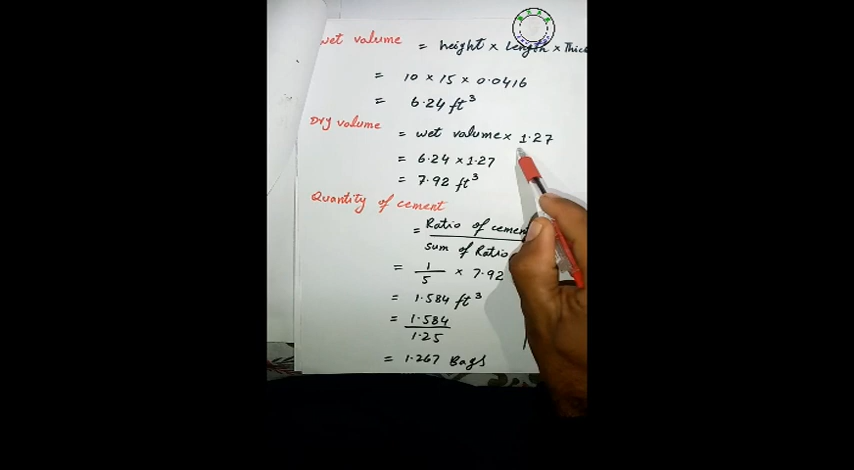 Wet volume = height × Length × Thick
= 10 × 15 × 0.0416
= 6.24 ft³
Dry volume = wet volume × 1.27
= 6.24 × 1.27
= 7.92 ft³
Quantity of cement
= Ratio of cement
sum of Ratio
= 1/5 × 7.92
= 1.584 ft³
= 1.584
1.25
= 1.267 Bags